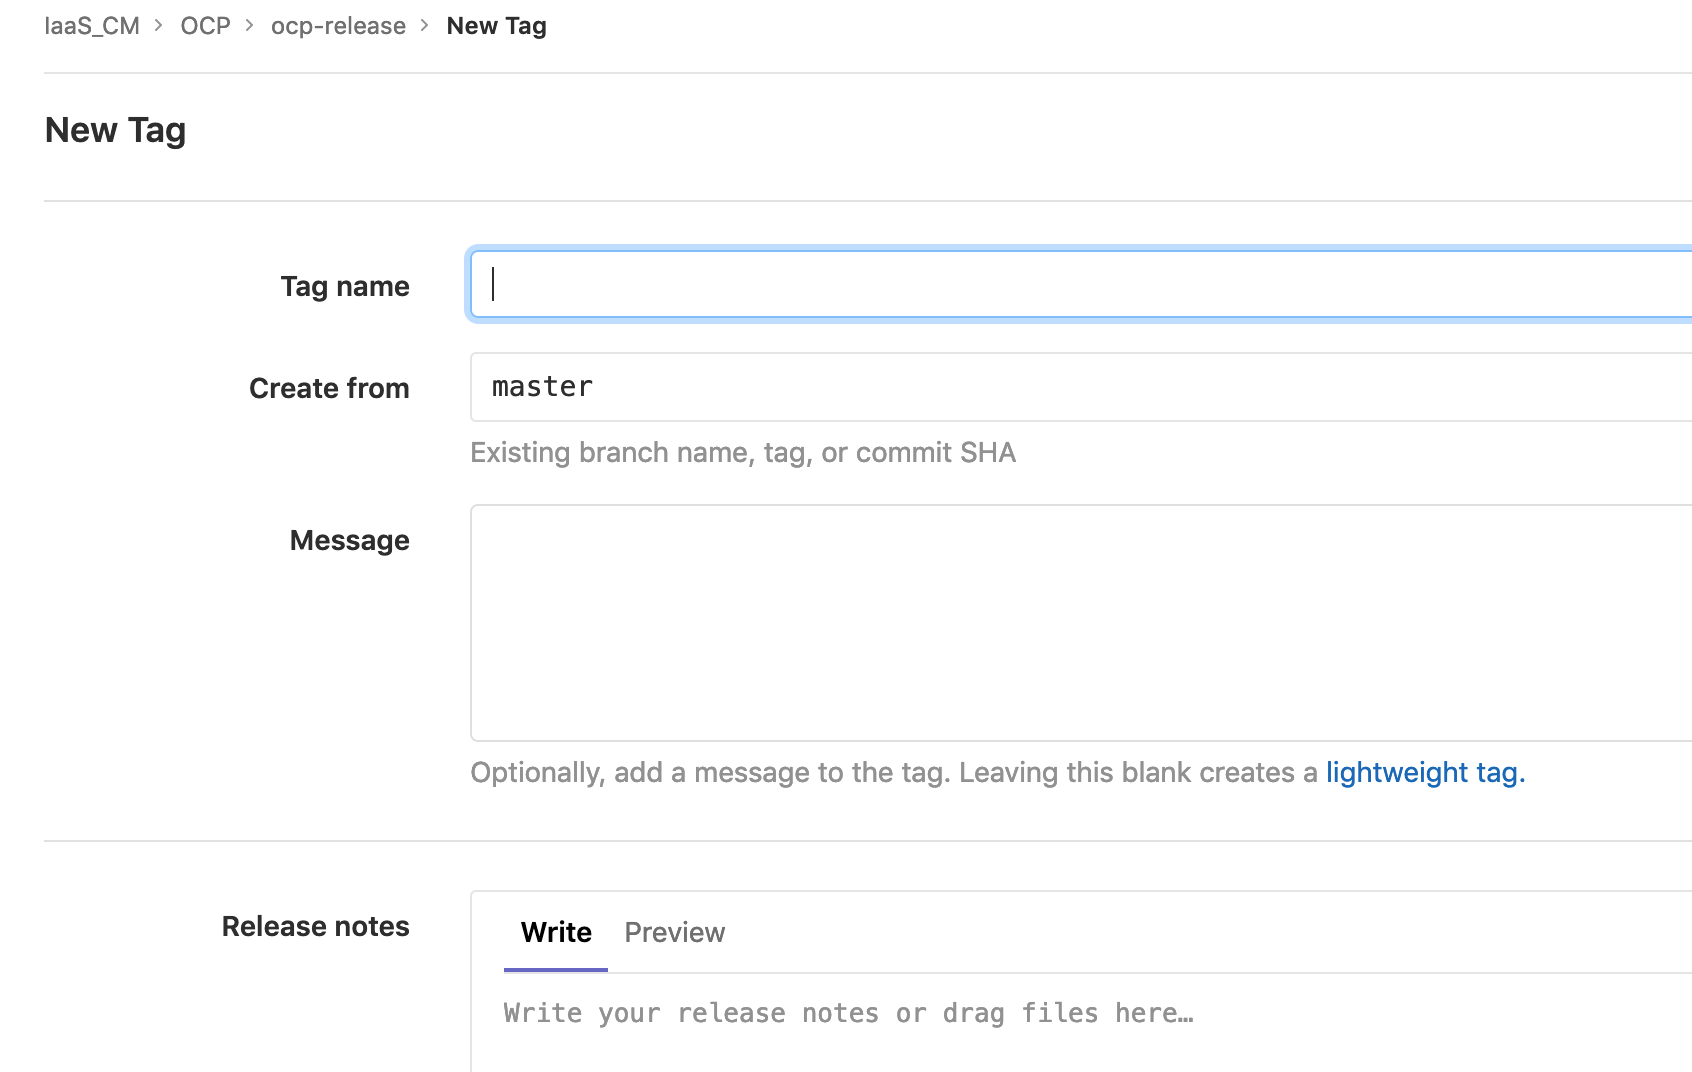 IaaS_CM > OCP > ocp-release > New Tag
New Tag
Tag name
Create from
master
Existing branch name, tag, or commit SHA
Message
Optionally, add a message to the tag. Leaving this blank creates a lightweight tag.
Release notes
Write Preview
Write your release notes or drag files here…